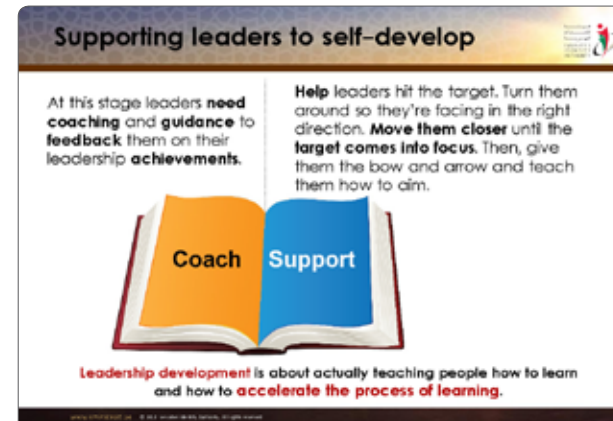 Supporting leaders to self-develop
At this stage leaders need
coaching and guidance to
feedback them on their
leadership achievements.
Help leaders hit the target. Turn them
around so they're facing in the right
direction. Move them closer until the
target comes into focus. Then, give
them the bow and arrow and teach
them how to aim.
Coach
Support
Leadership development is about actually teaching people how to learn
and how to accelerate the process of learning.